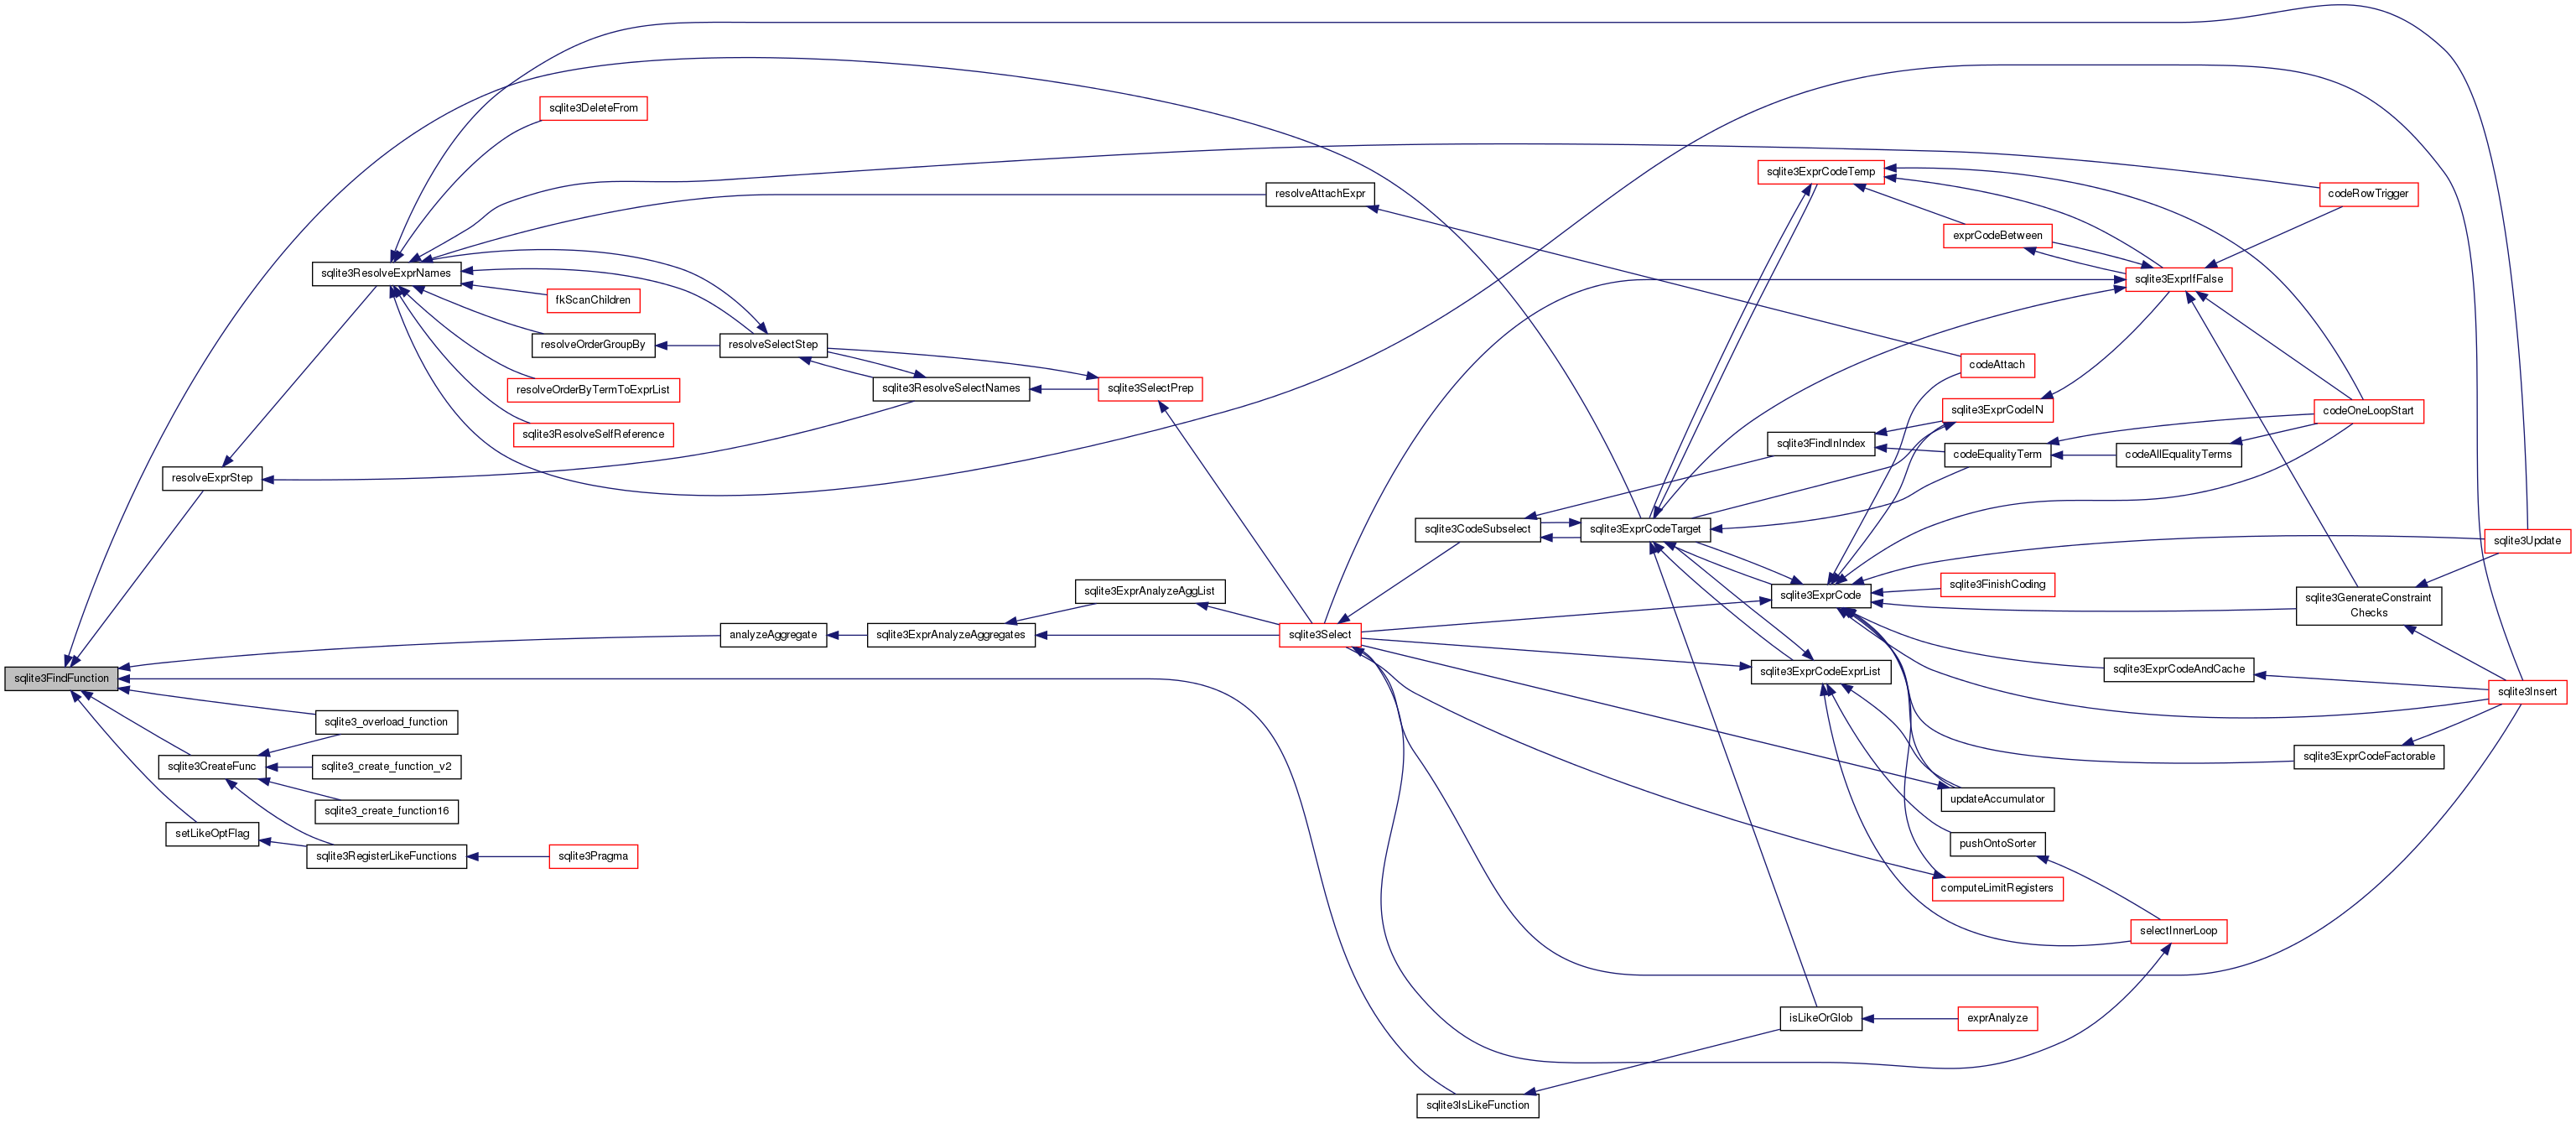 sqlite3DeleteFrom
sqlite3ExprCodeTemp
resolveAttachExpr
codeRowTrigger
exprCodeBetween
sqlite3ResolveExprNames
sqlite3ExprIfFalse
fkScanChildren
resolveOrderGroupBy
resolveSelectStep
codeAttach
resolveOrderByTermToExprList
sqlite3ResolveSelectNames
sqlite3SelectPrep
sqlite3ExprCodeIN
codeOneLoopStart
sqlite3ResolveSelfReference
sqlite3FindInIndex
codeEqualityTerm
codeAllEqualityTerms
resolveExprStep
sqlite3CodeSubselect
sqlite3ExprCodeTarget
sqlite3Update
sqlite3ExprAnalyzeAggList
sqlite3ExprCode
sqlite3FinishCoding
sqlite3GenerateConstraint
Checks
analyzeAggregate
sqlite3ExprAnalyzeAggregates
sqlite3Select
sqlite3FindFunction
sqlite3ExprCodeExprList
sqlite3ExprCodeAndCache
sqlite3Insert
sqlite3_overload_function
sqlite3CreateFunc
sqlite3_create_function_v2
sqlite3ExprCodeFactorable
sqlite3_create_function16
updateAccumulator
setLikeOptFlag
sqlite3RegisterLikeFunctions
sqlite3Pragma
pushOntoSorter
computeLimitRegisters
selectInnerLoop
isLikeOrGlob
exprAnalyze
sqlite3IsLikeFunction